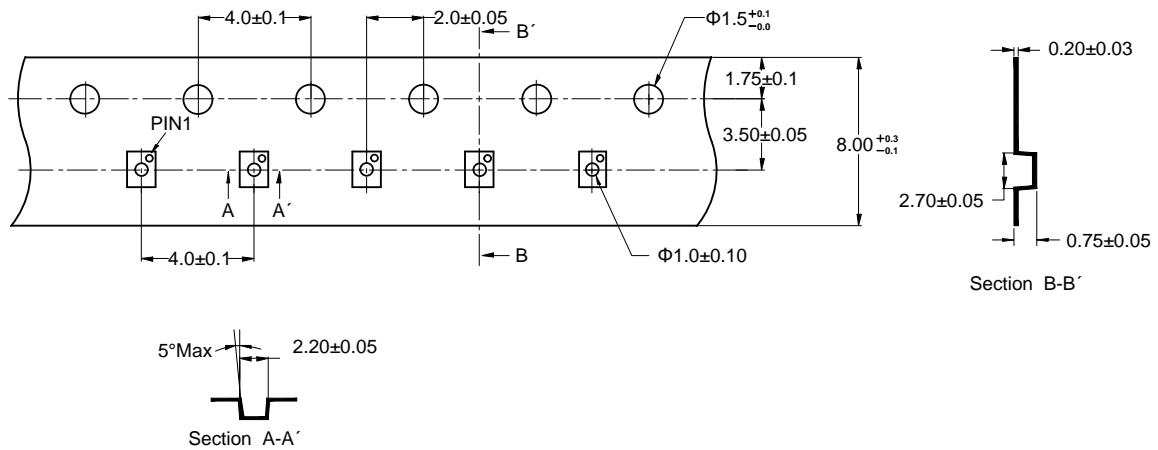 4.0±0.1
2.0±0.05
B´
Φ1.5 +0.1 −0.0
0.20±0.03
1.75±0.1
PIN1
3.50±0.05
8.00 +0.3 −0.1
A A´
2.70±0.05
4.0±0.1
B
Φ1.0±0.10
0.75±0.05
Section B-B´
5°Max
2.20±0.05
Section A-A´